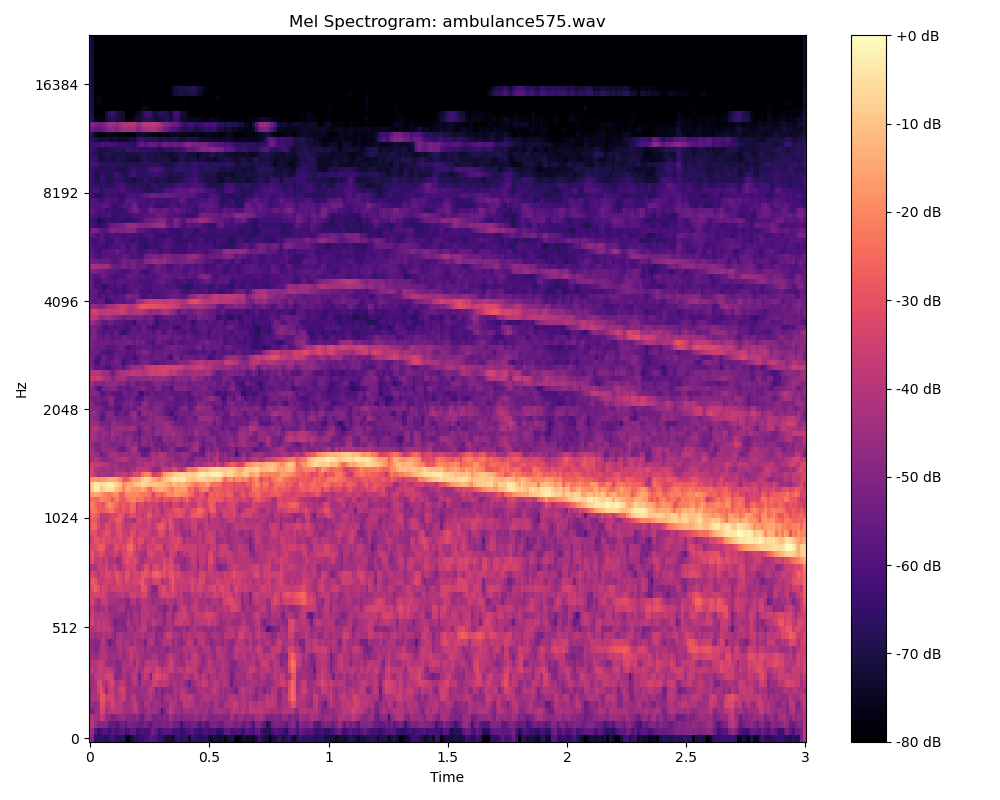 Mel Spectrogram: ambulance575.wav
+0 dB
16384
-10 dB
8192
-20 dB
4096
-30 dB
Hz
-40 dB
2048
-50 dB
1024
-60 dB
512
-70 dB
0
-80 dB
0 0.5 1 1.5 2 2.5 3
Time